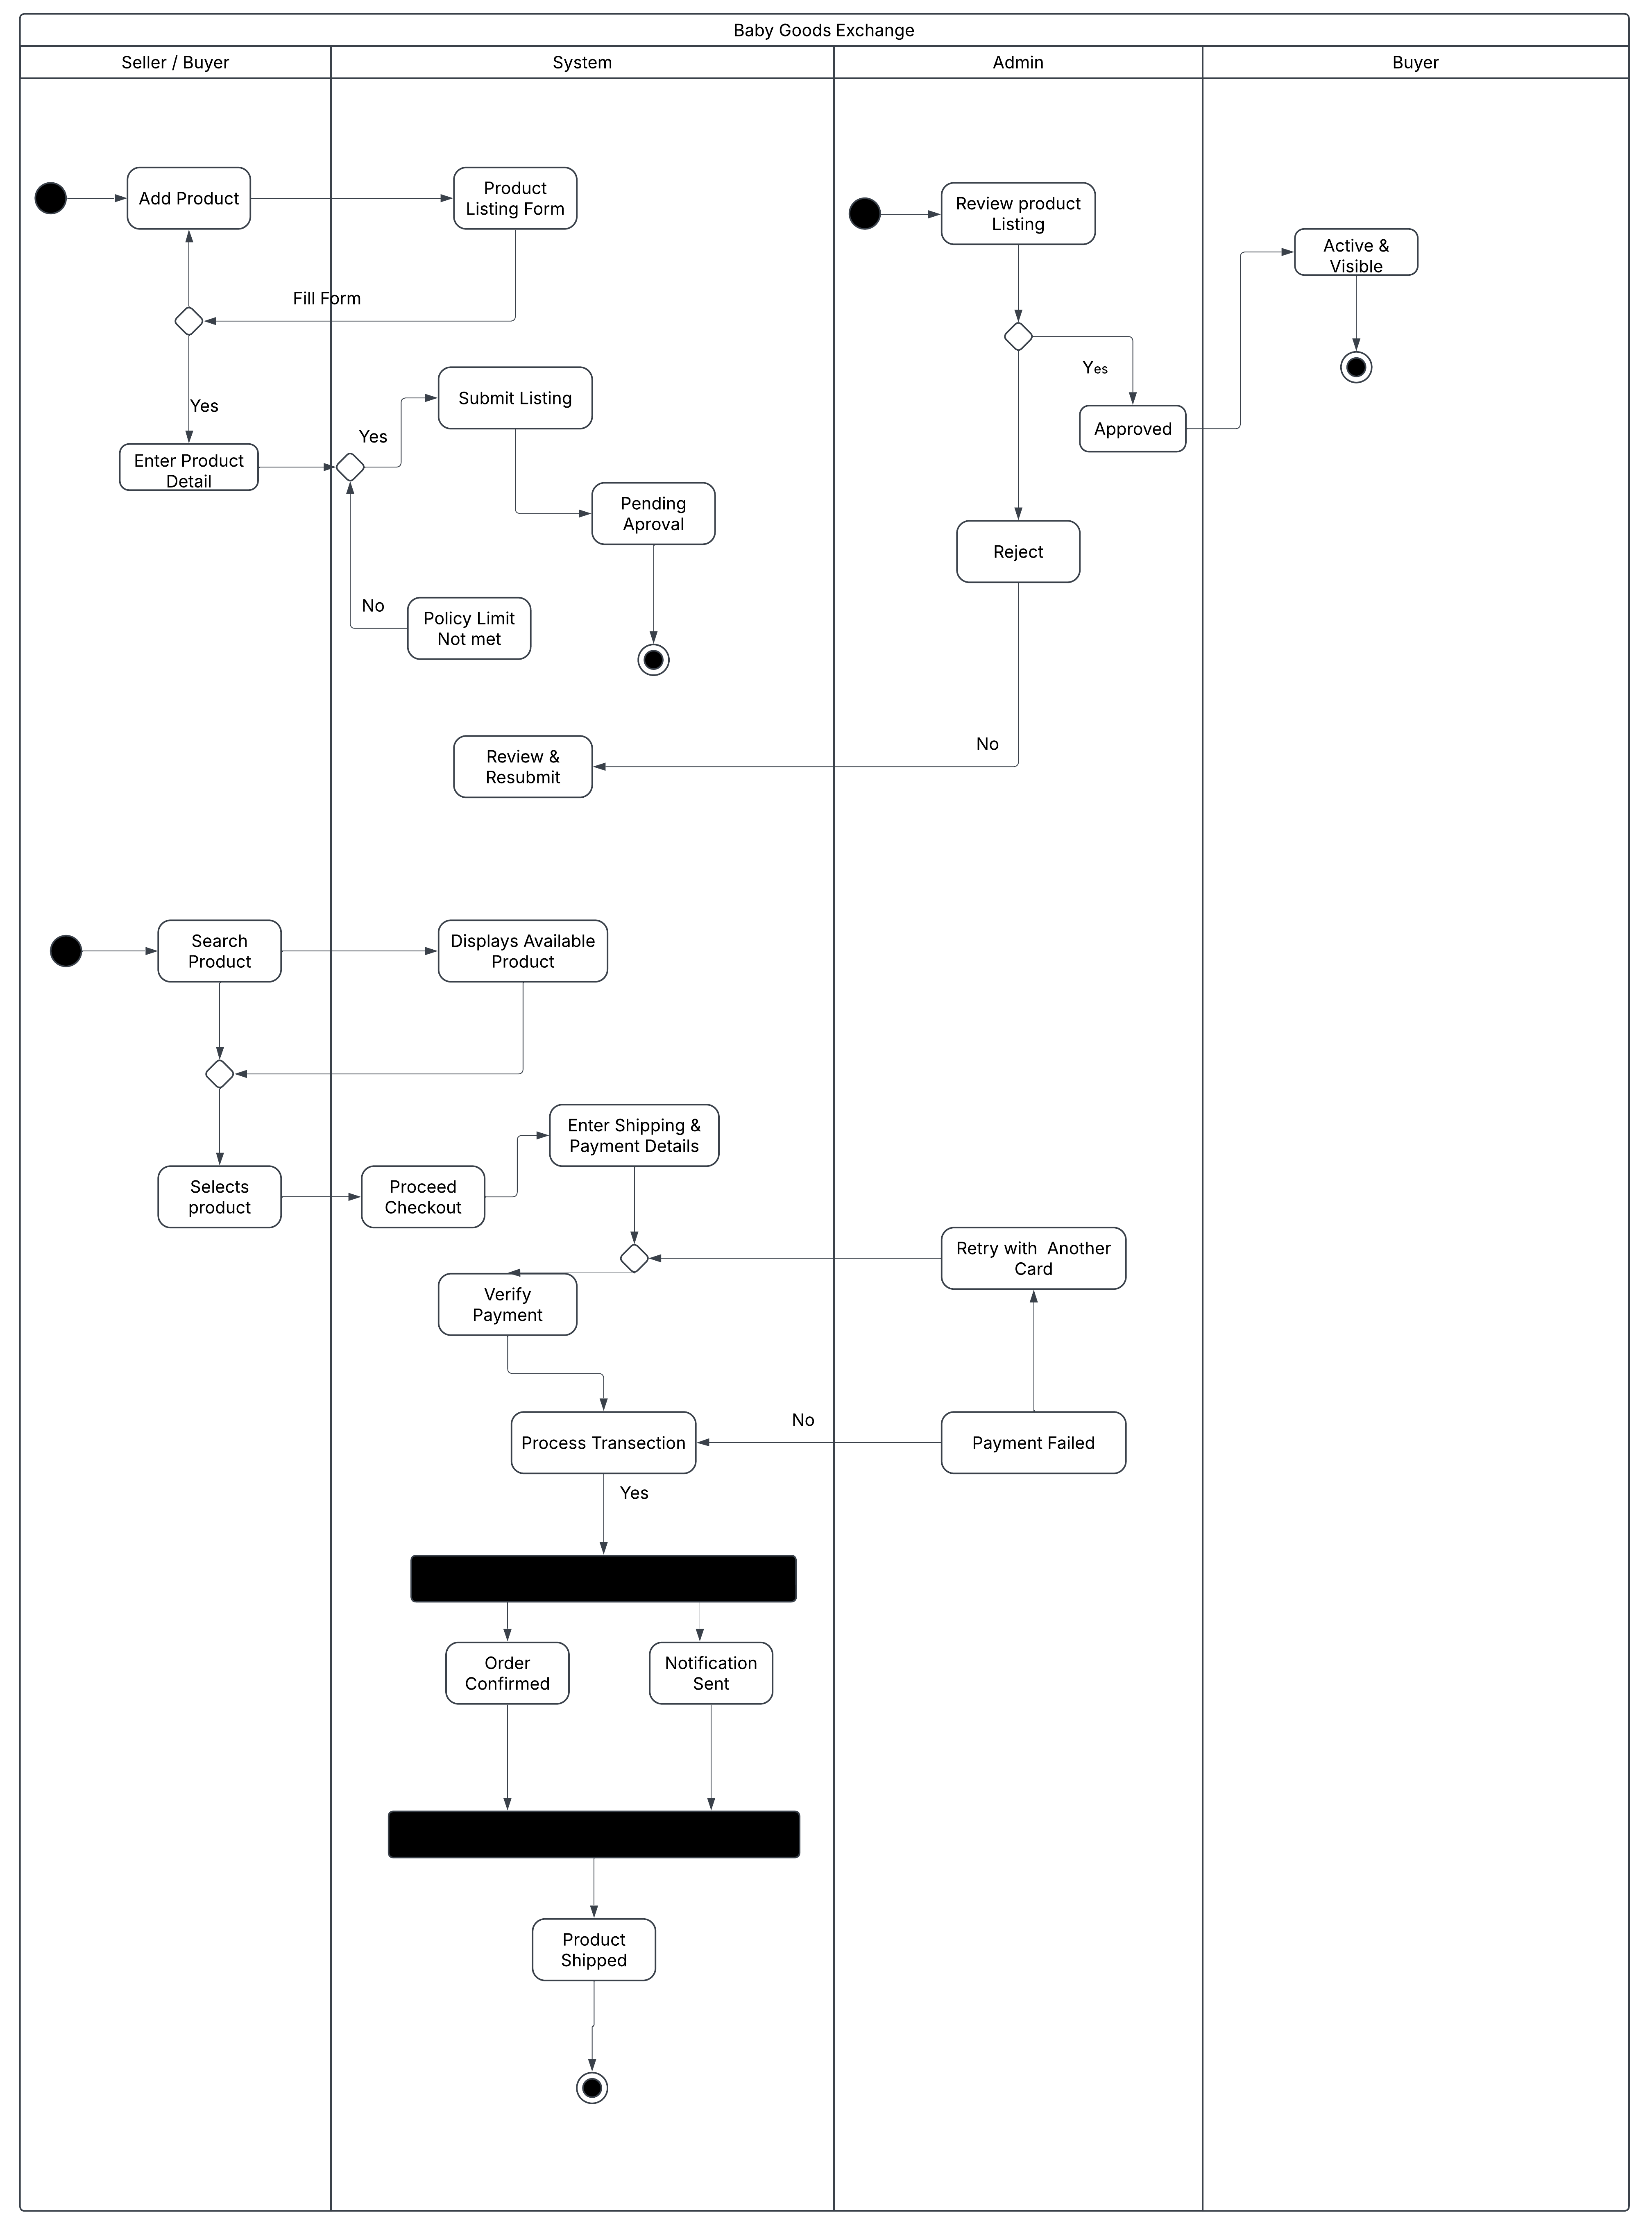 Baby Goods Exchange
Seller / Buyer
System
Admin
Buyer
Add Product
Product
Listing Form
Review product
Listing
Active &
Visible
Fill Form
Yes
Submit Listing
Yes
Yes
Approved
Enter Product
Detail
Pending
Aproval
Reject
No
Policy Limit
Not met
No
Review &
Resubmit
Search
Product
Displays Available
Product
Enter Shipping &
Payment Details
Selects
product
Proceed
Checkout
Retry with  Another
Card
Verify
Payment
Process Transection
No
Payment Failed
Yes
Order
Confirmed
Notification
Sent
Product
Shipped